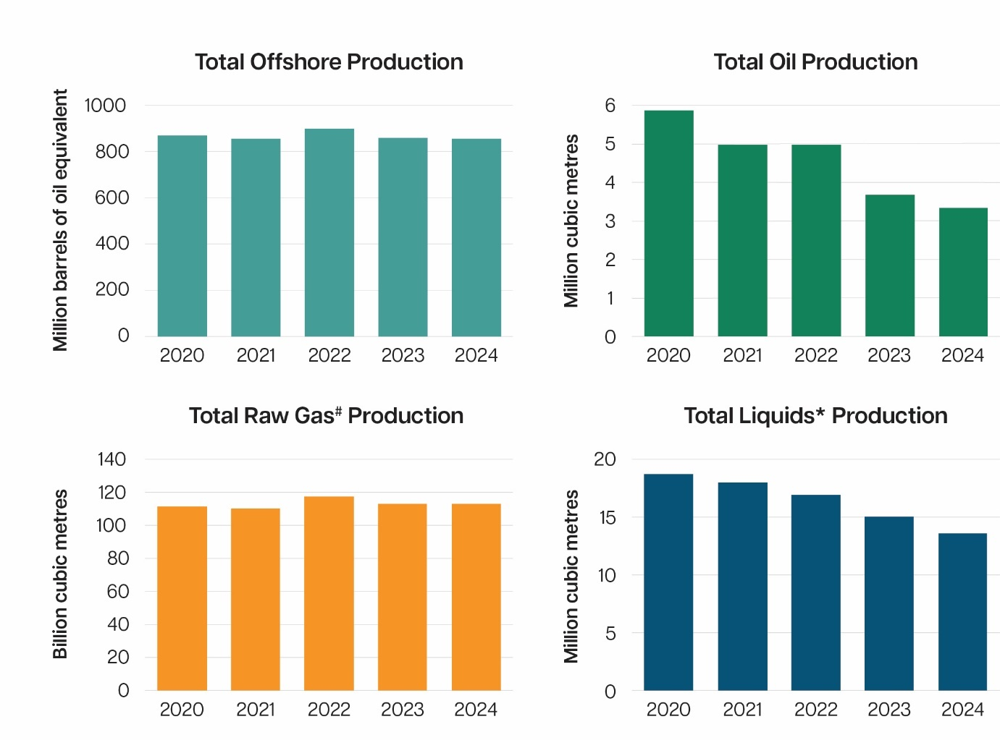 Total Offshore Production
Million barrels of oil equivalent
1000
800
600
400
200
0
2020 2021 2022 2023 2024
Total Oil Production
Million cubic metres
6
5
4
3
2
1
0
2020 2021 2022 2023 2024
Total Raw Gas# Production
Billion cubic metres
140
120
100
80
60
40
20
0
2020 2021 2022 2023 2024
Total Liquids* Production
Million cubic metres
20
15
10
5
0
2020 2021 2022 2023 2024